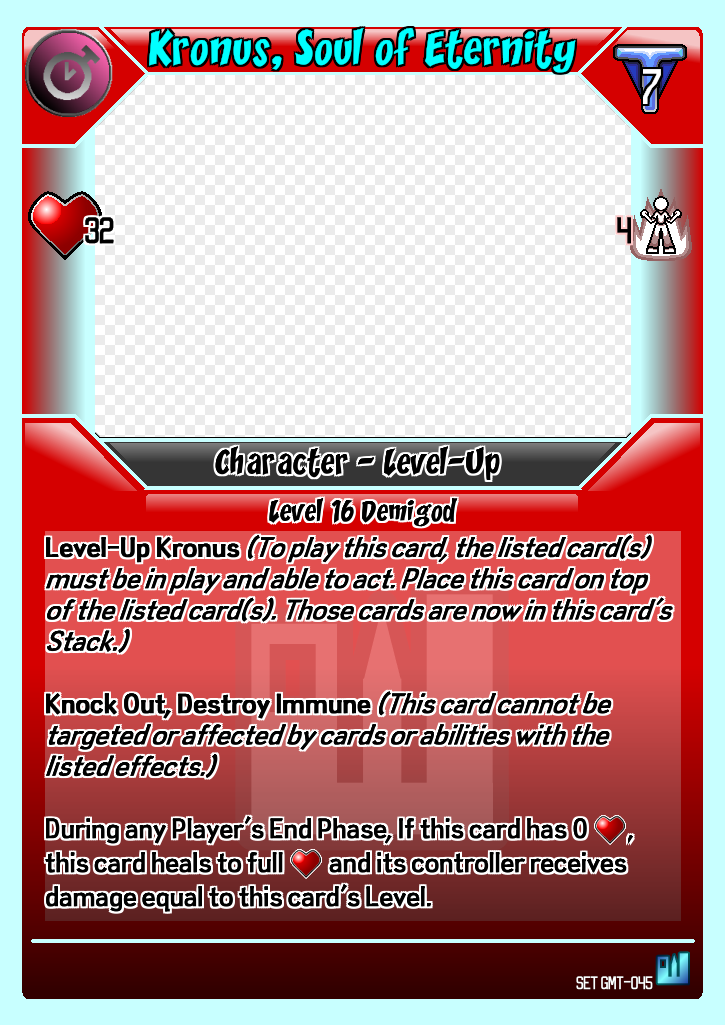 Kronus, Soul of Eternity
7
32
4
Character - Level-Up
Level 16 Demigod
Level-Up Kronus (To play this card, the listed card(s)
must be in play and able to act. Place this card on top
of the listed card(s). Those cards are now in this card's
Stack.)
Knock Out, Destroy Immune (This card cannot be
targeted or affected by cards or abilities with the
listed effects.)
During any Player's End Phase, If this card has 0 ,
this card heals to full and its controller receives
damage equal to this card's Level.
SET GMT-045